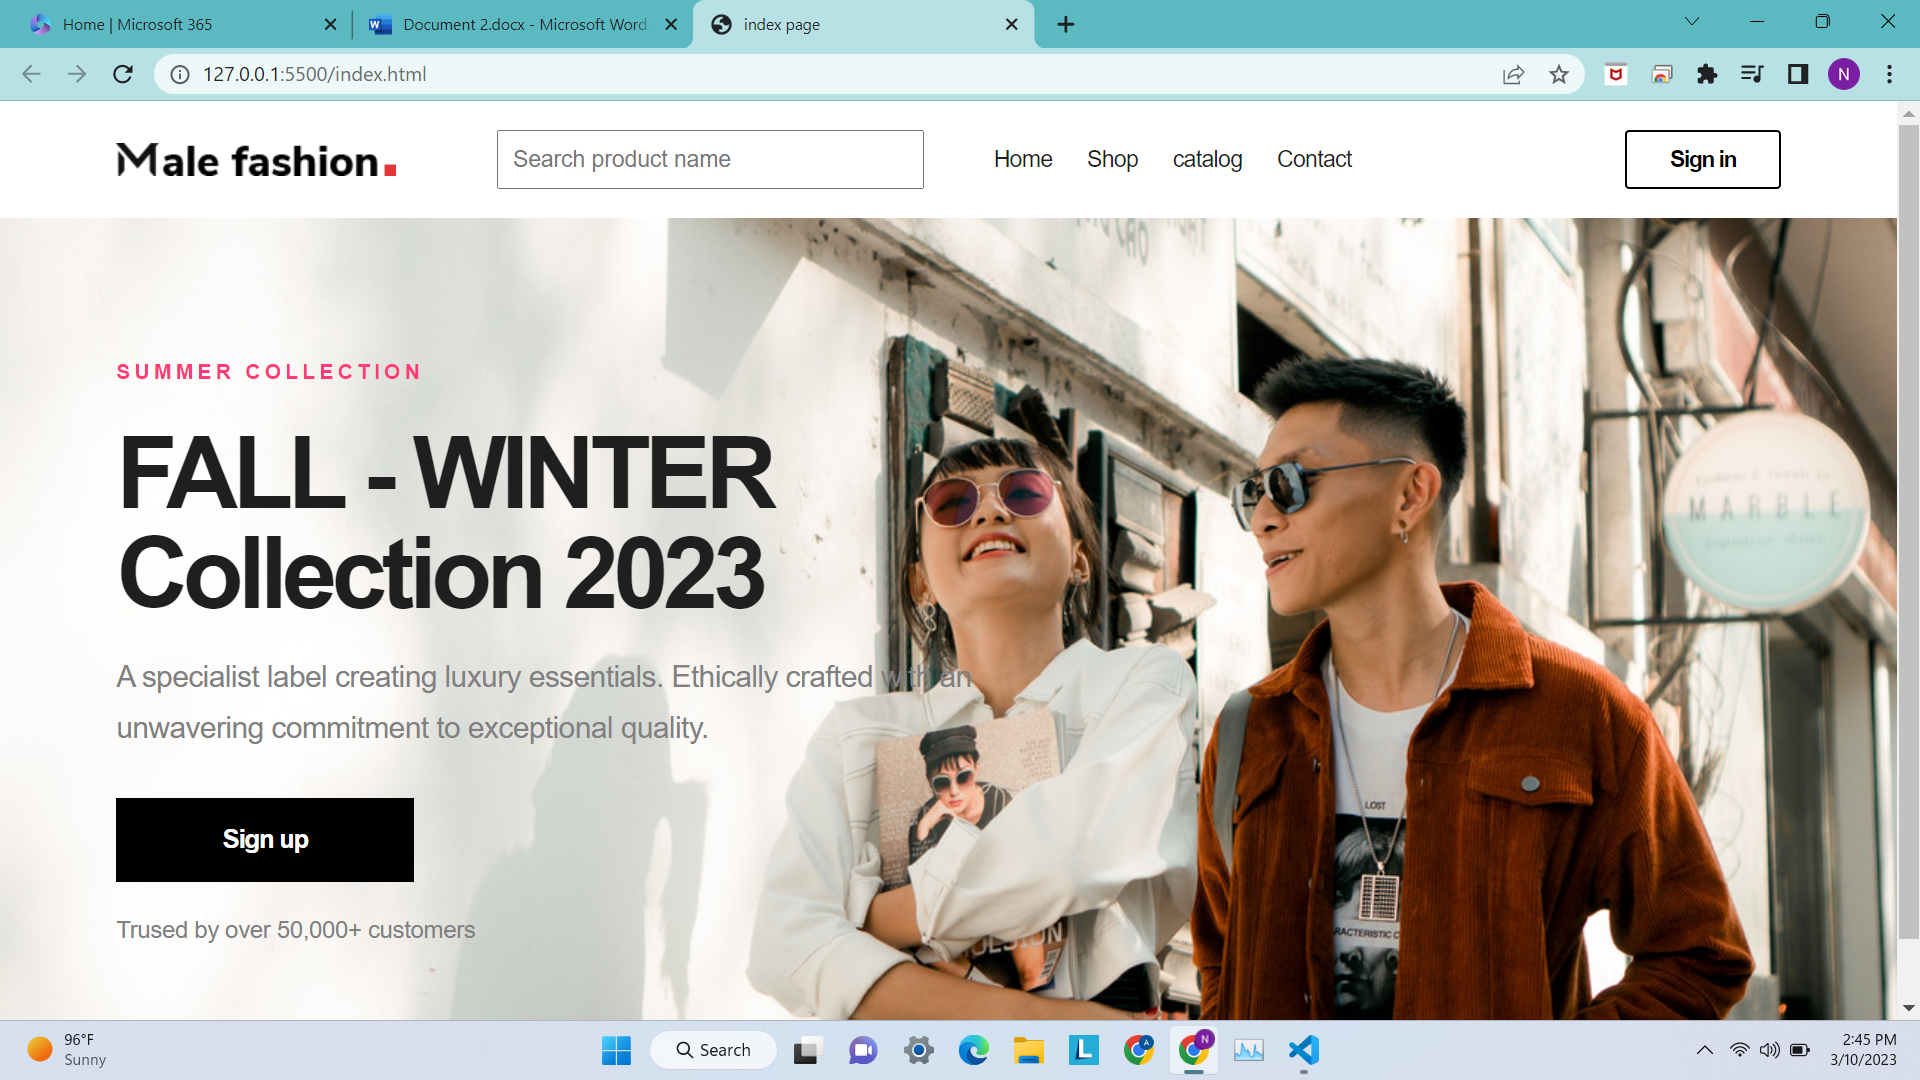 Home | Microsoft 365
Document 2.docx - Microsoft Word
index page
127.0.0.1:5500/index.html
N
Male fashion.
Search product name
Home
Shop
catalog
Contact
Sign in
SUMMER COLLECTION
FALL - WINTER
Collection 2023
A specialist label creating luxury essentials. Ethically crafted with an
unwavering commitment to exceptional quality.
Sign up
Trused by over 50,000+ customers
MARBLE
LOST
DESIGN
96°F
Sunny
Search
A
N
2:45 PM
3/10/2023